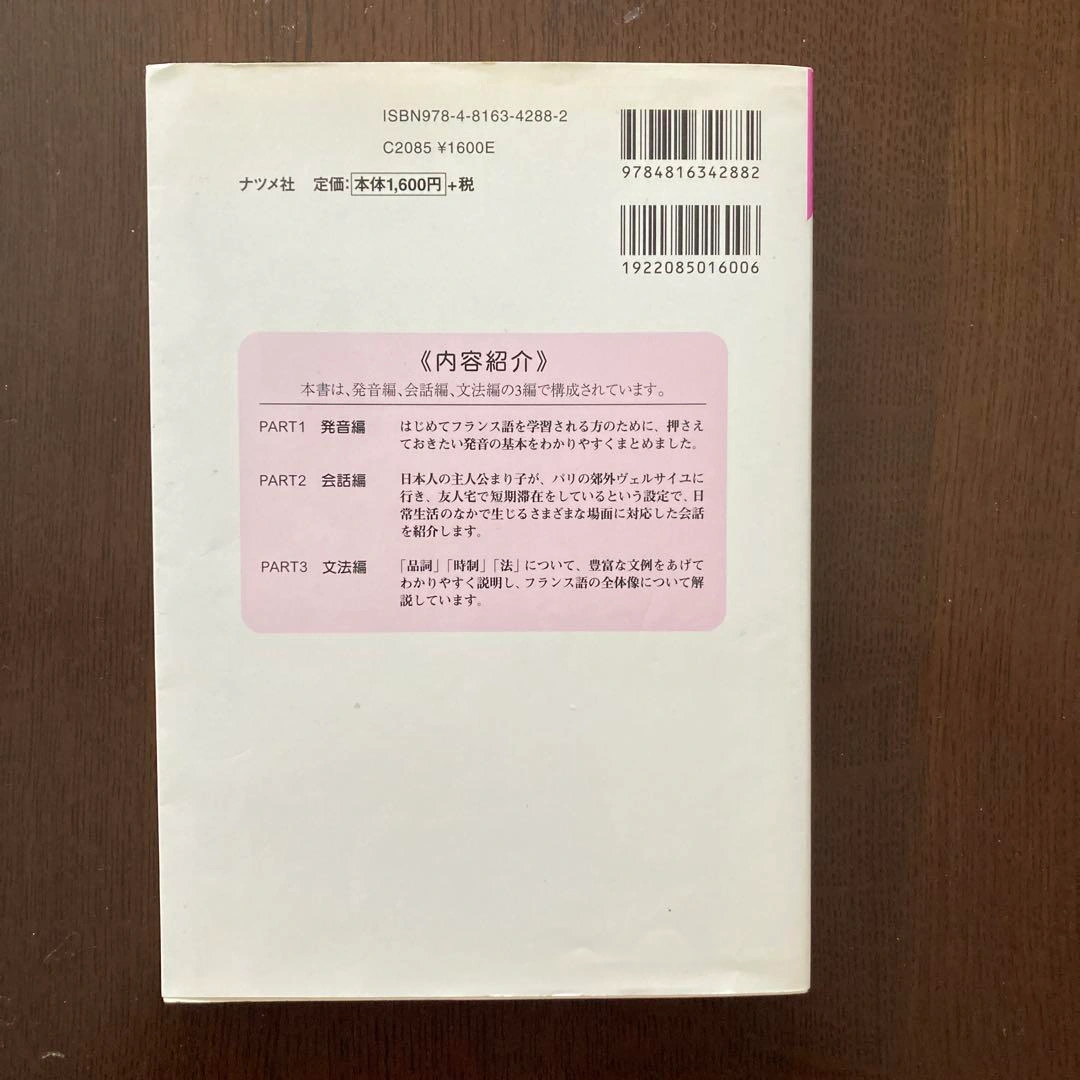 ISBN978-4-8163-4288-2
C2085 ¥1600E
ナツメ社 定価：本体1,600円+税
9784816342882
1922085016006
《内容紹介》
本書は、発音編、会話編、文法編の3編で構成されています。
PART1 発音編 はじめてフランス語を学習される方のために、押さえ
ておきたい発音の基本をわかりやすくまとめました。
PART2 会話編 日本人の主人公まり子が、パリの郊外ヴェルサイユに
行き、友人宅で短期滞在をしているという設定で、日
常生活のなかで生じるさまざまな場面に対応した会話
を紹介します。
PART3 文法編 「品詞」「時制」「法」について、豊富な文例をあげて
わかりやすく説明し、フランス語の全体像について解
説しています。